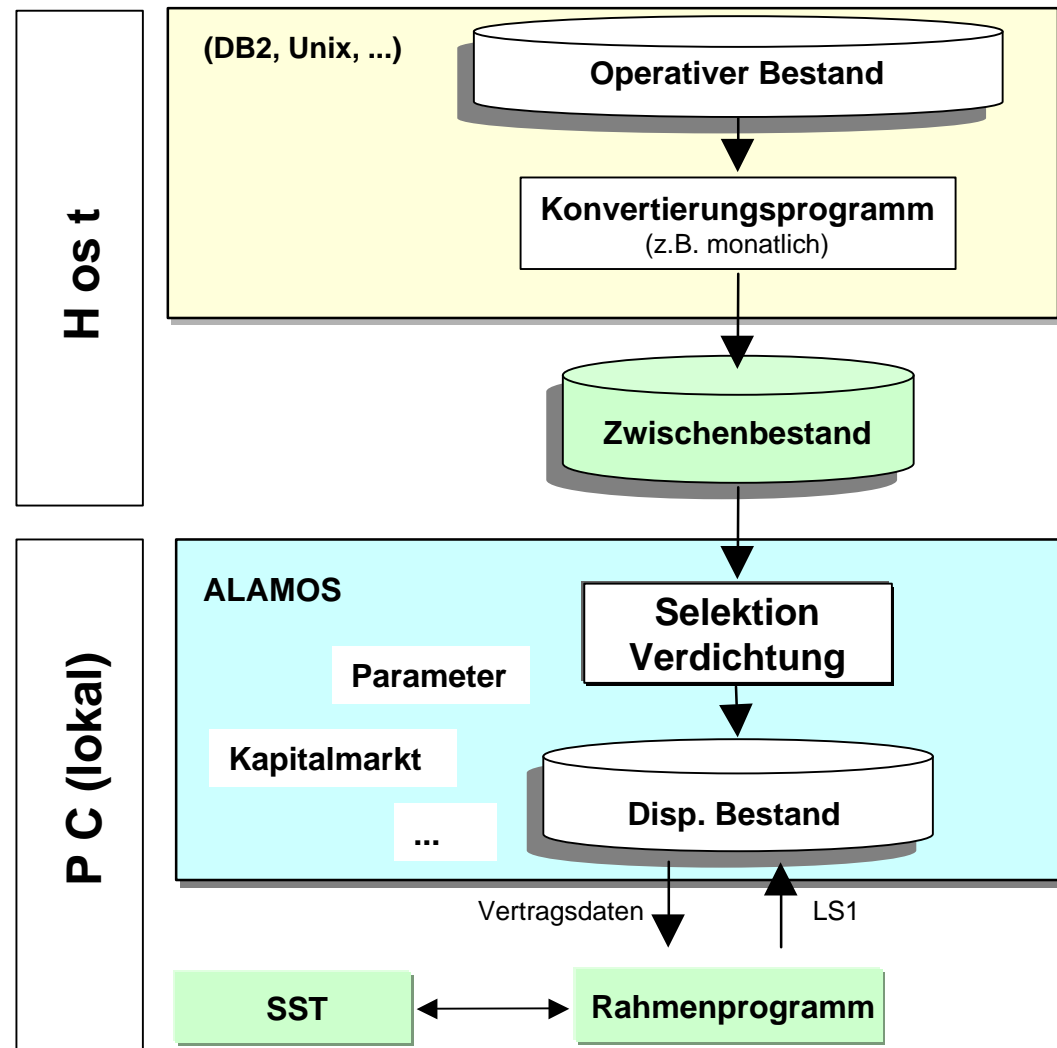 Host
(DB2, Unix, ...)
Operativer Bestand
Konvertierungsprogramm
(z.B. monatlich)
Zwischenbestand
PC (lokal)
ALAMOS
Selektion
Verdichtung
Parameter
Kapitalmarkt
...
Disp. Bestand
Vertragsdaten
LS1
SST
Rahmenprogramm